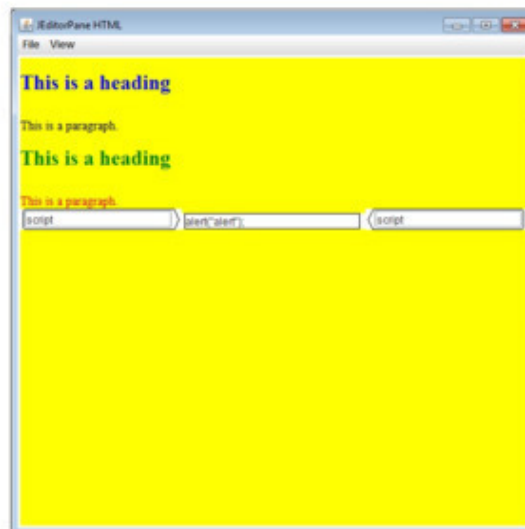 JEditorPane HTML
File View
This is a heading
This is a paragraph.
This is a heading
This is a paragraph.
script alert("alert"); script